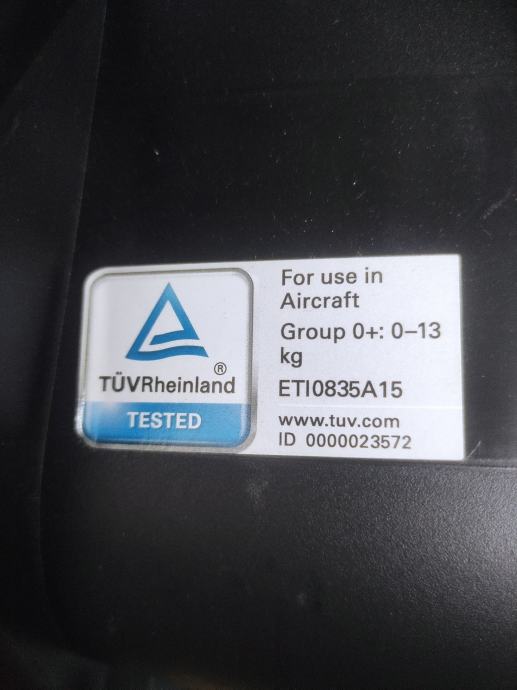 ®
TÜVRheinland
TESTED
For use in
Aircraft
Group 0+: 0–13
kg
ETI0835A15
www.tuv.com
ID 0000023572